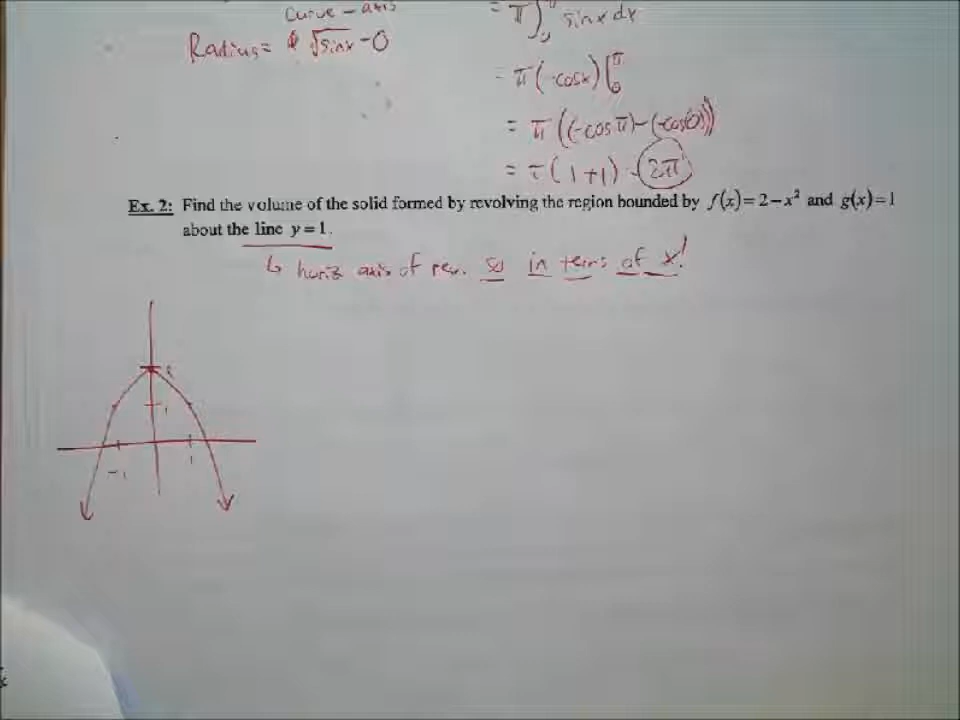 Curve - axis
Radius = √sinx - 0
= π∫ sinx dx
= π(-cosx)|π 0
= π((-cosπ)-(-cos(0)))
= π(1+1) = 2π
Ex. 2: Find the volume of the solid formed by revolving the region bounded by f(x)=2-x² and g(x)=1
about the line y=1.
↳ horiz axis of rev. so in terms of x!
2
1
-1
1